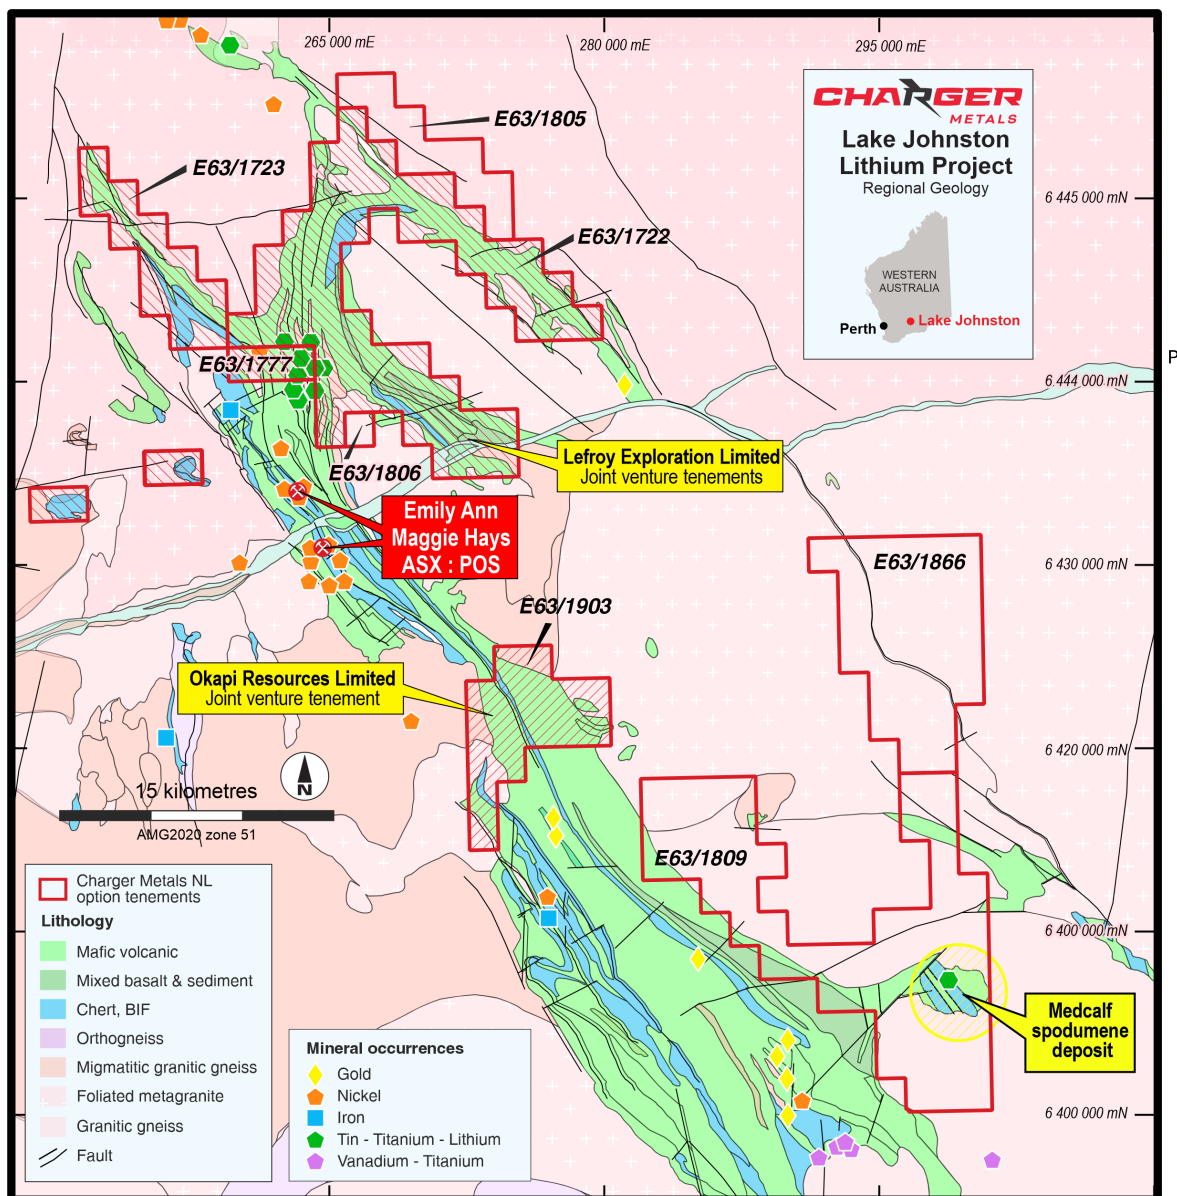 265 000 mE
280 000 mE
295 000 mE
CHARGER
METALS
Lake Johnston
Lithium Project
Regional Geology
WESTERN
AUSTRALIA
Perth
Lake Johnston
E63/1805
E63/1723
E63/1722
6 445 000 mN
P
E63/1777
6 444 000 mN
Lefroy Exploration Limited
Joint venture tenements
E63/1806
Emily Ann
Maggie Hays
ASX : POS
E63/1866
6 430 000 mN
E63/1903
Okapi Resources Limited
Joint venture tenement
6 420 000 mN
N
15 kilometres
AMG2020 zone 51
E63/1809
6 400 000 mN
Medcalf
spodumene
deposit
6 400 000 mN
Charger Metals NL
option tenements
Lithology
Mafic volcanic
Mixed basalt & sediment
Chert, BIF
Orthogneiss
Migmatitic granitic gneiss
Foliated metagranite
Granitic gneiss
Fault
Mineral occurrences
Gold
Nickel
Iron
Tin - Titanium - Lithium
Vanadium - Titanium